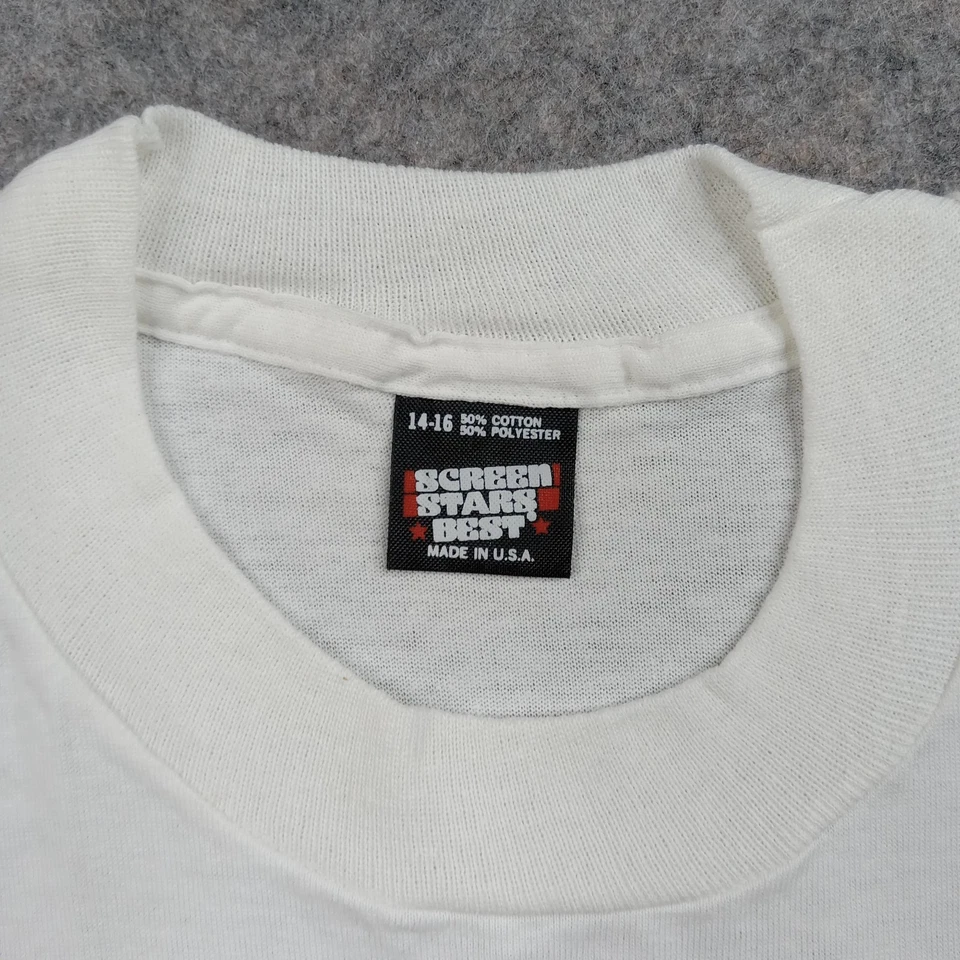 14-16 50% COTTON
50% POLYESTER
SCREEN
STARS
BEST
MADE IN U.S.A.